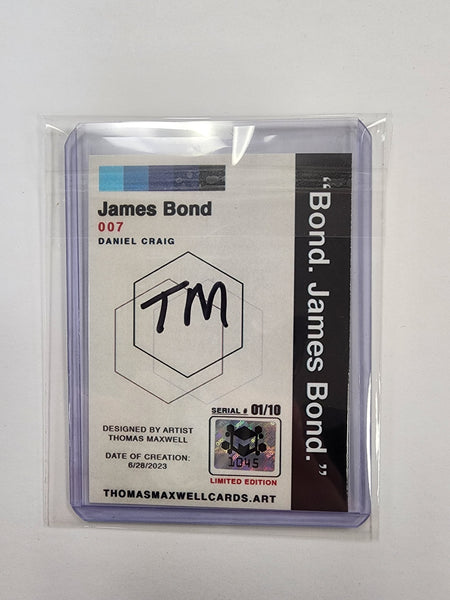 James Bond
007
DANIEL CRAIG
TM
SERIAL # 01/10
DESIGNED BY ARTIST
THOMAS MAXWELL
DATE OF CREATION:
6/28/2023
1045
LIMITED EDITION
THOMASMAXWELLCARDS.ART
“Bond. James Bond.”